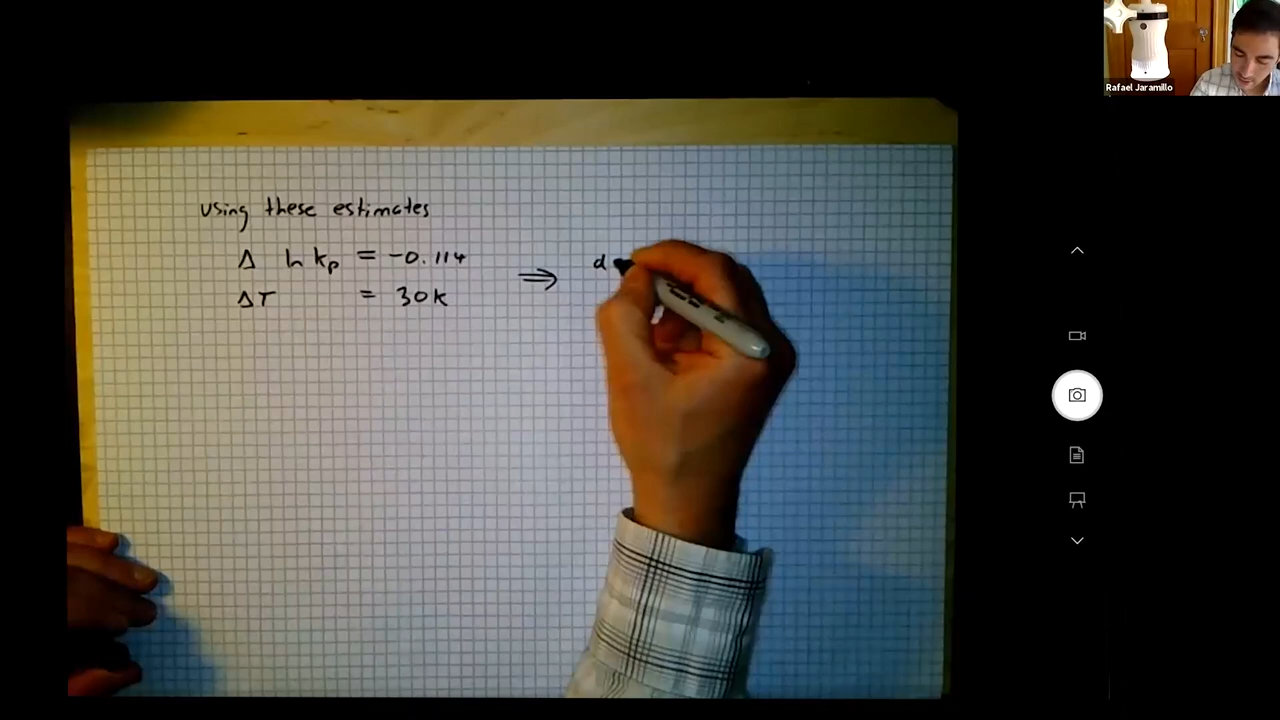 Rafael Jaramillo
using these estimates
Δ ln Kp = -0.114
ΔT = 30K
⇒ d